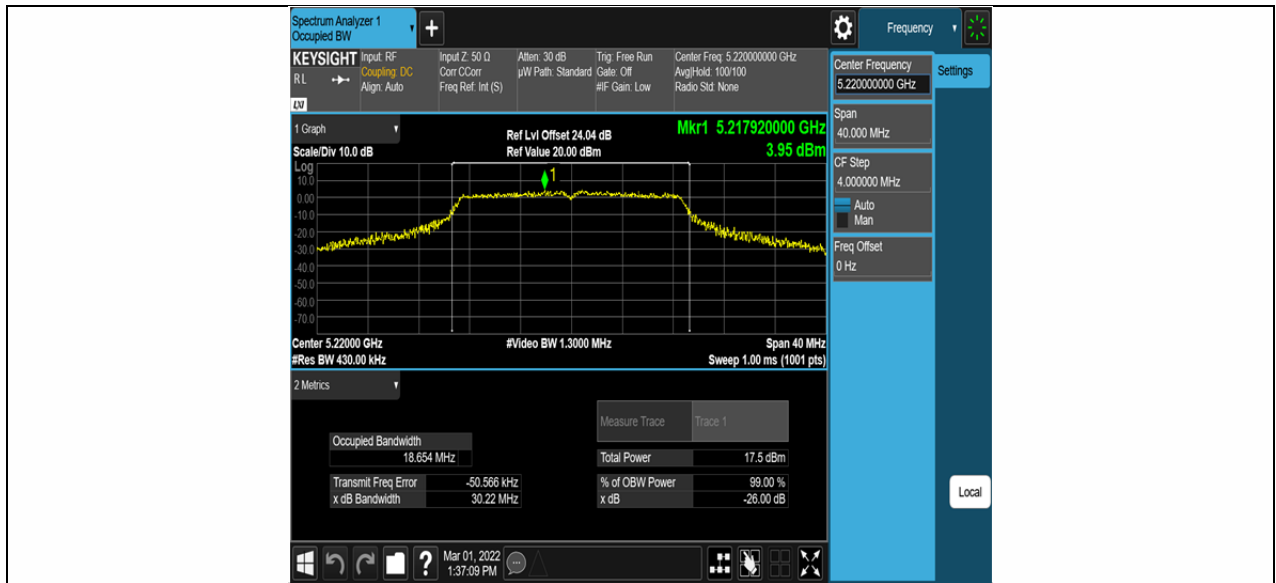 Spectrum Analyzer 1
Occupied BW
+
Frequency
KEYSIGHT
RL
LXI
Input: RF
Coupling: DC
Align: Auto
Input Z: 50 Ω
Corr CCorr
Freq Ref: Int (S)
Atten: 30 dB
µW Path: Standard
Trig: Free Run
Gate: Off
#IF Gain: Low
Center Freq: 5.220000000 GHz
Avg|Hold: 100/100
Radio Std: None
Center Frequency
5.220000000 GHz
Settings
Span
40.000 MHz
CF Step
4.000000 MHz
Auto
Man
Freq Offset
0 Hz
Local
1 Graph
Scale/Div 10.0 dB
Ref Lvl Offset 24.04 dB
Ref Value 20.00 dBm
Mkr1 5.217920000 GHz
3.95 dBm
Log
10.0
0.00
-10.0
-20.0
-30.0
-40.0
-50.0
-60.0
-70.0
1
Center 5.22000 GHz
#Res BW 430.00 kHz
#Video BW 1.3000 MHz
Span 40 MHz
Sweep 1.00 ms (1001 pts)
2 Metrics
Measure Trace
Trace 1
Occupied Bandwidth
18.654 MHz
Total Power
17.5 dBm
Transmit Freq Error
-50.566 kHz
% of OBW Power
99.00 %
x dB Bandwidth
30.22 MHz
x dB
-26.00 dB
?
Mar 01, 2022
1:37:09 PM